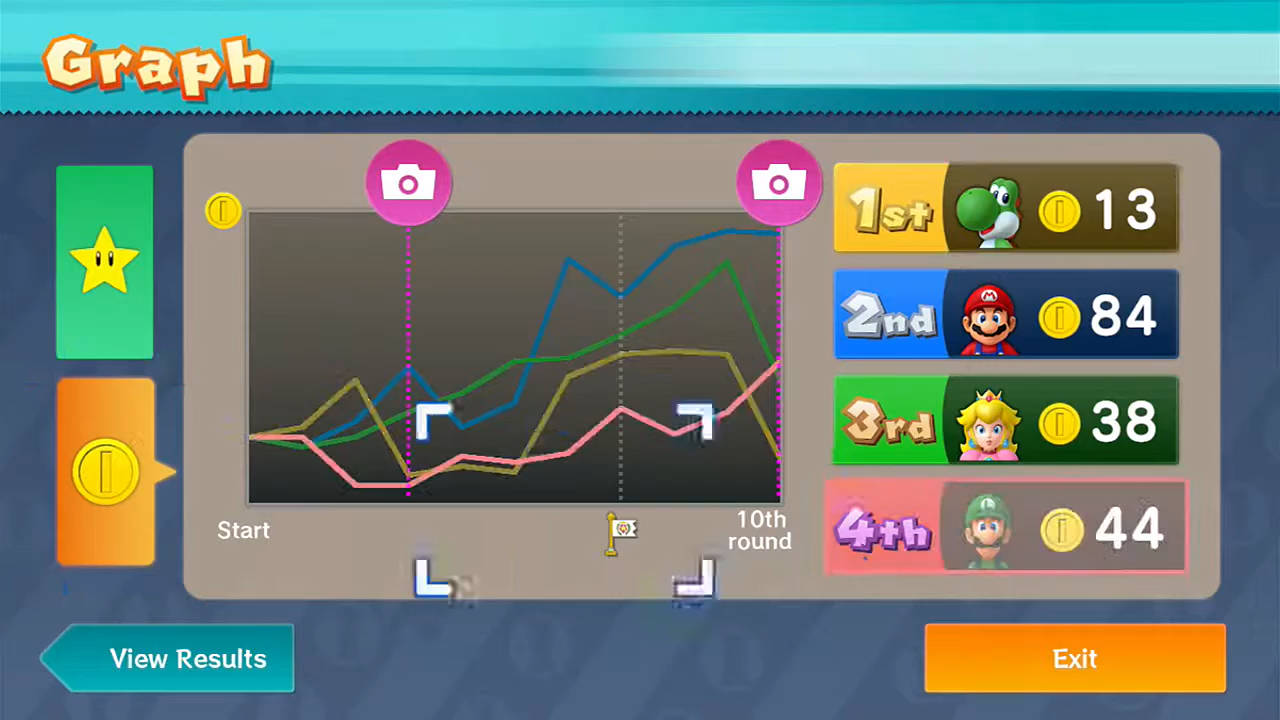 Graph
1st 13
2nd 84
3rd 38
4th 44
Start
10th
round
View Results
Exit